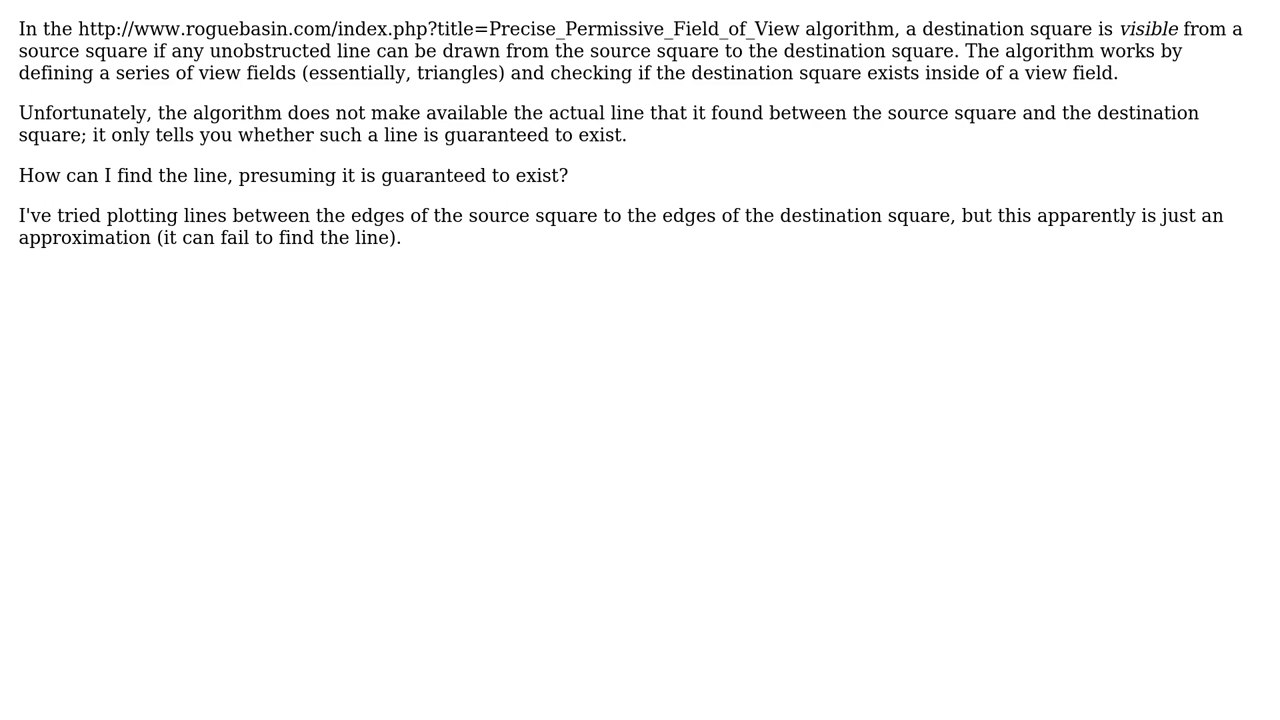 In the http://www.roguebasin.com/index.php?title=Precise_Permissive_Field_of_View algorithm, a destination square is visible from a
source square if any unobstructed line can be drawn from the source square to the destination square. The algorithm works by
defining a series of view fields (essentially, triangles) and checking if the destination square exists inside of a view field.
Unfortunately, the algorithm does not make available the actual line that it found between the source square and the destination
square; it only tells you whether such a line is guaranteed to exist.
How can I find the line, presuming it is guaranteed to exist?
I've tried plotting lines between the edges of the source square to the edges of the destination square, but this apparently is just an
approximation (it can fail to find the line).